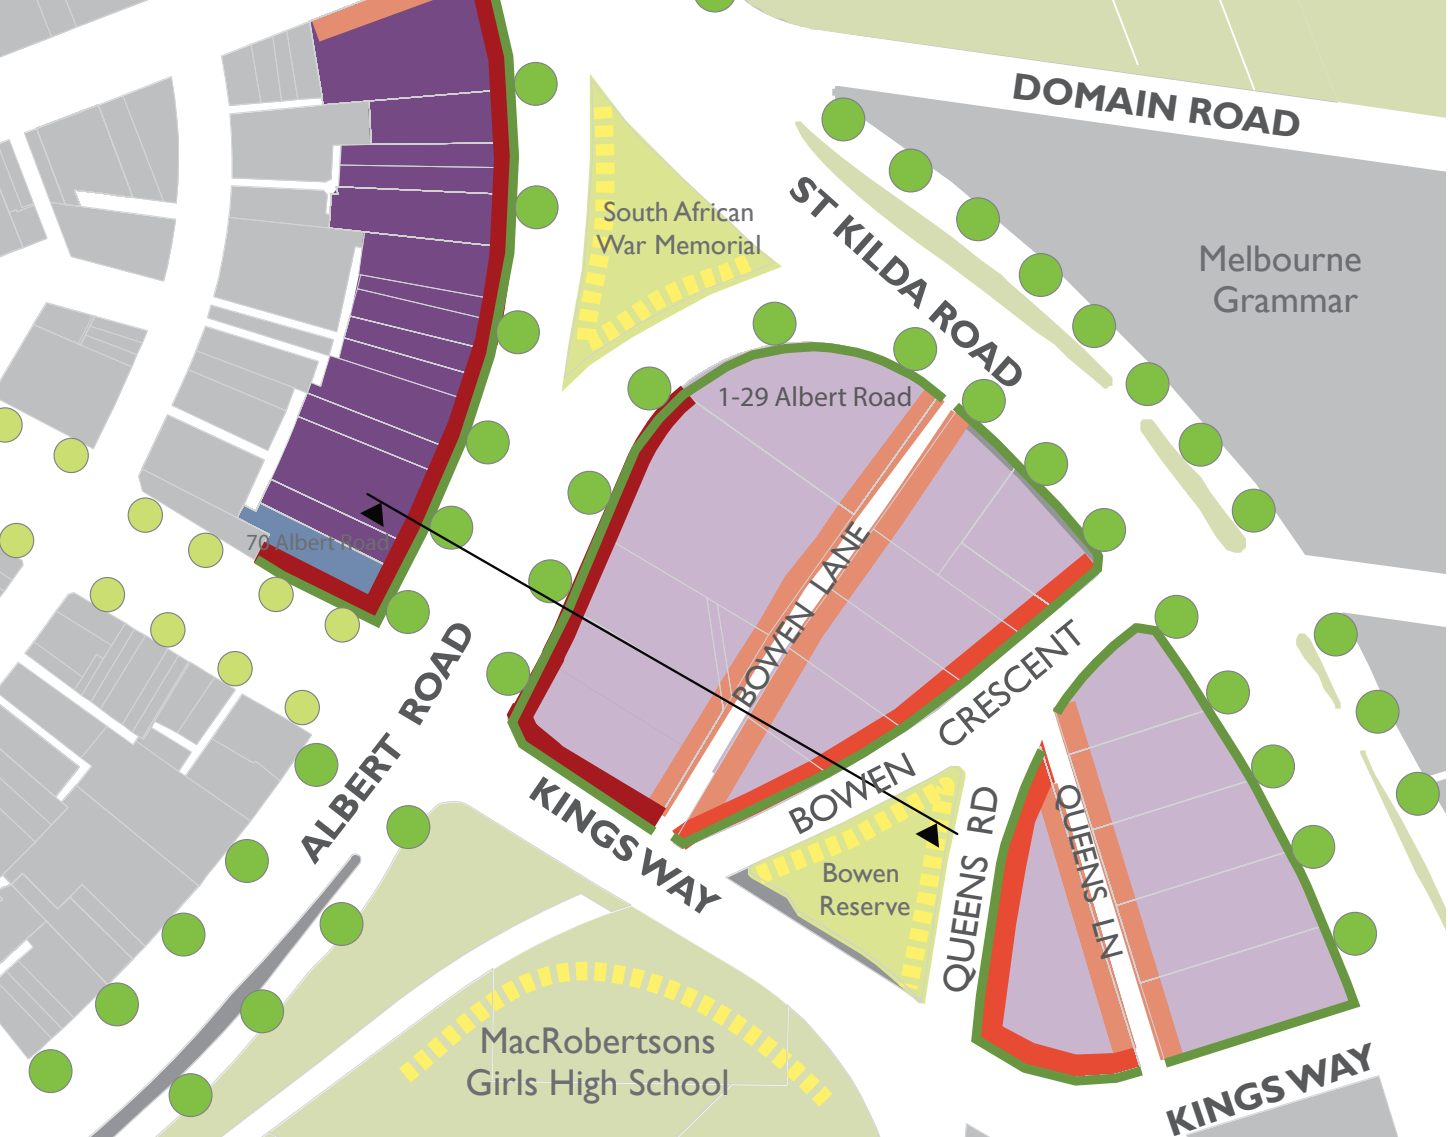 DOMAIN ROAD
South African
War Memorial
ST KILDA ROAD
Melbourne
Grammar
1-29 Albert Road
70 Albert Road
BOWEN LANE
ALBERT ROAD
BOWEN CRESCENT
KINGS WAY
QUEENS RD
QUEENS LN
Bowen
Reserve
MacRobertsons
Girls High School
KINGS WAY